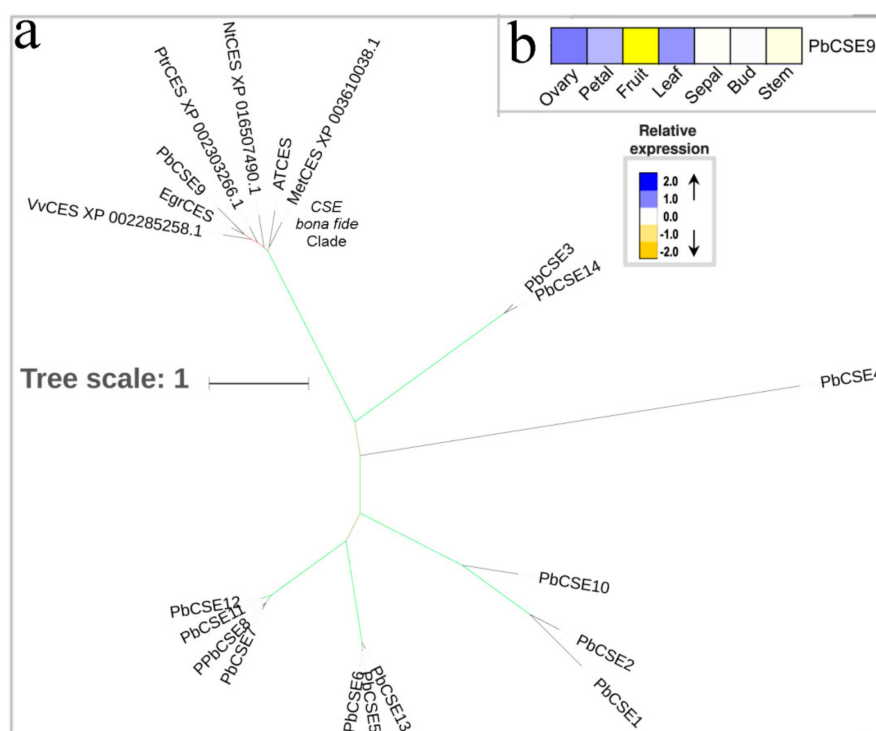 a
NtCES XP 016507490.1
PtrCES XP 002303266.1
MetCES XP 003610038.1
ATCES
PbCSE9
EgrCES
VvCES XP 002285258.1
CSE
bona fide
Clade
PbCSE3
PbCSE14
Tree scale: 1
PbCSE4
PbCSE10
PbCSE2
PbCSE1
PbCSE12
PbCSE11
PPbCSE8
PbCSE7
PbCSE6
PbCSE5
PbCSE13
b
PbCSE9
Ovary
Petal
Fruit
Leaf
Sepal
Bud
Stem
Relative
expression
2.0
1.0
0.0
-1.0
-2.0